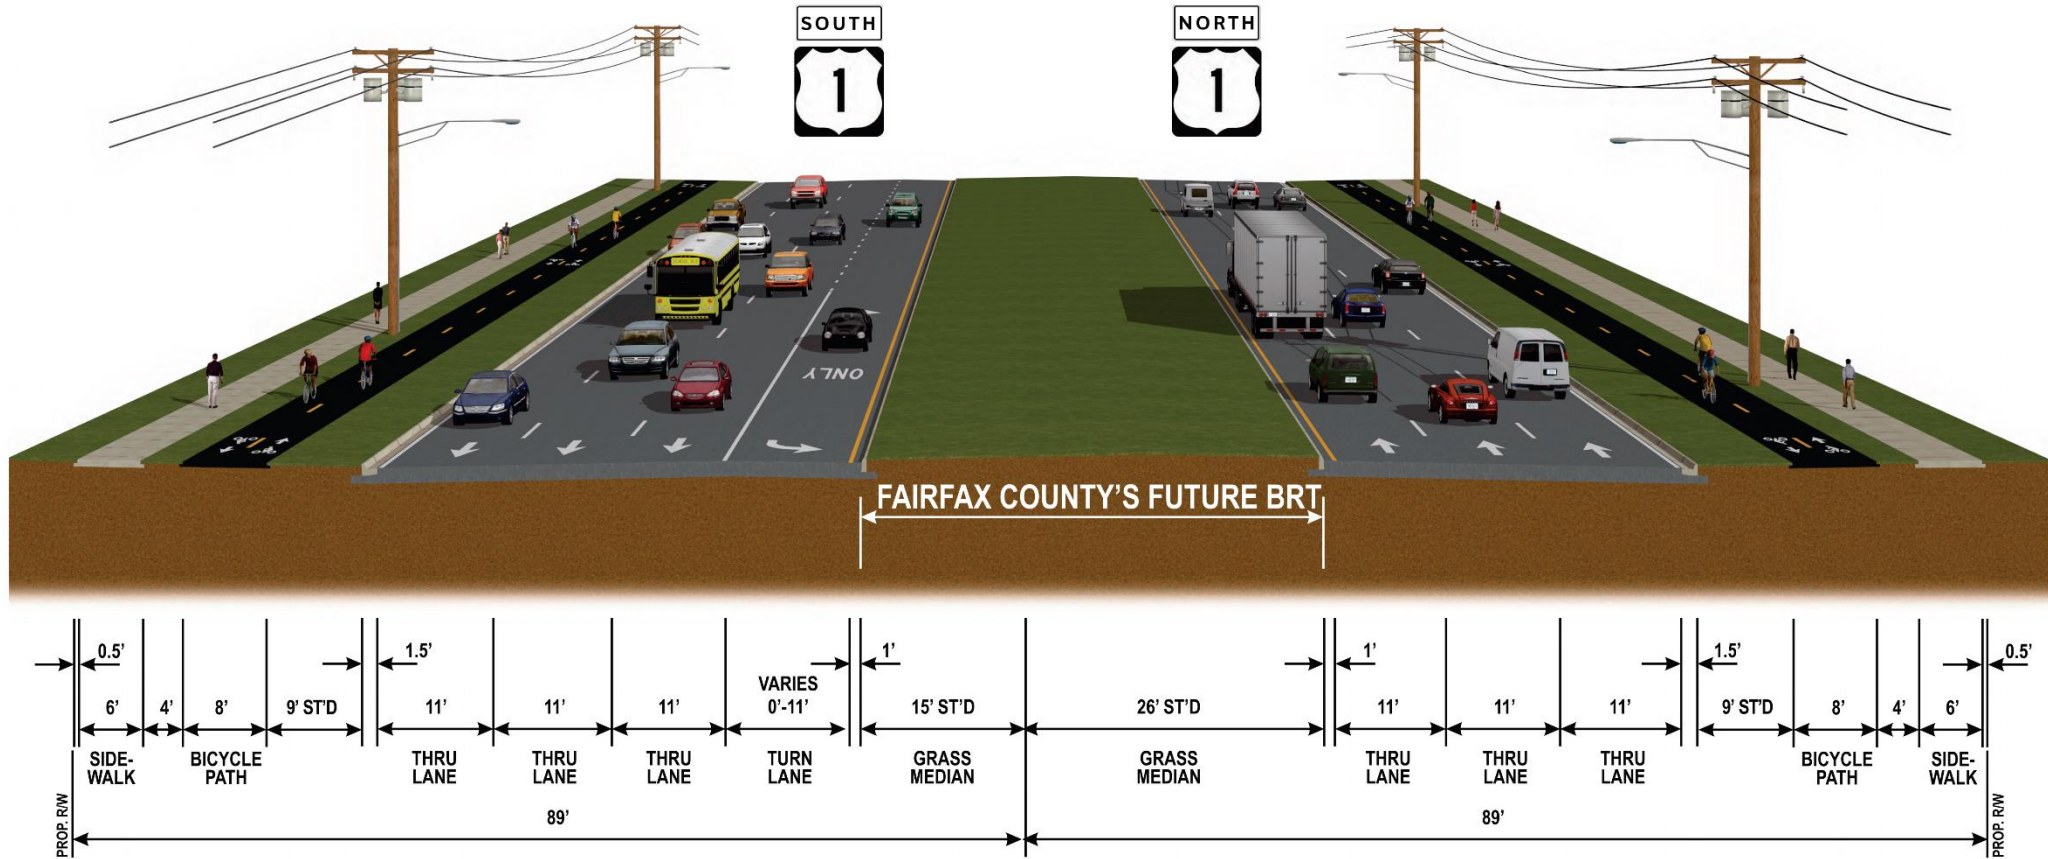 SOUTH
1
NORTH
1
ONLY
FAIRFAX COUNTY'S FUTURE BRT
0.5'
1.5'
1'
1'
1.5'
0.5'
6'
4'
8'
9' ST'D
11'
11'
11'
VARIES
0'-11'
15' ST'D
26' ST'D
11'
11'
11'
9' ST'D
8'
4'
6'
SIDE-
WALK
BICYCLE
PATH
THRU
LANE
THRU
LANE
THRU
LANE
TURN
LANE
GRASS
MEDIAN
GRASS
MEDIAN
THRU
LANE
THRU
LANE
THRU
LANE
BICYCLE
PATH
SIDE-
WALK
PROP. R/W
89'
89'
PROP. R/W